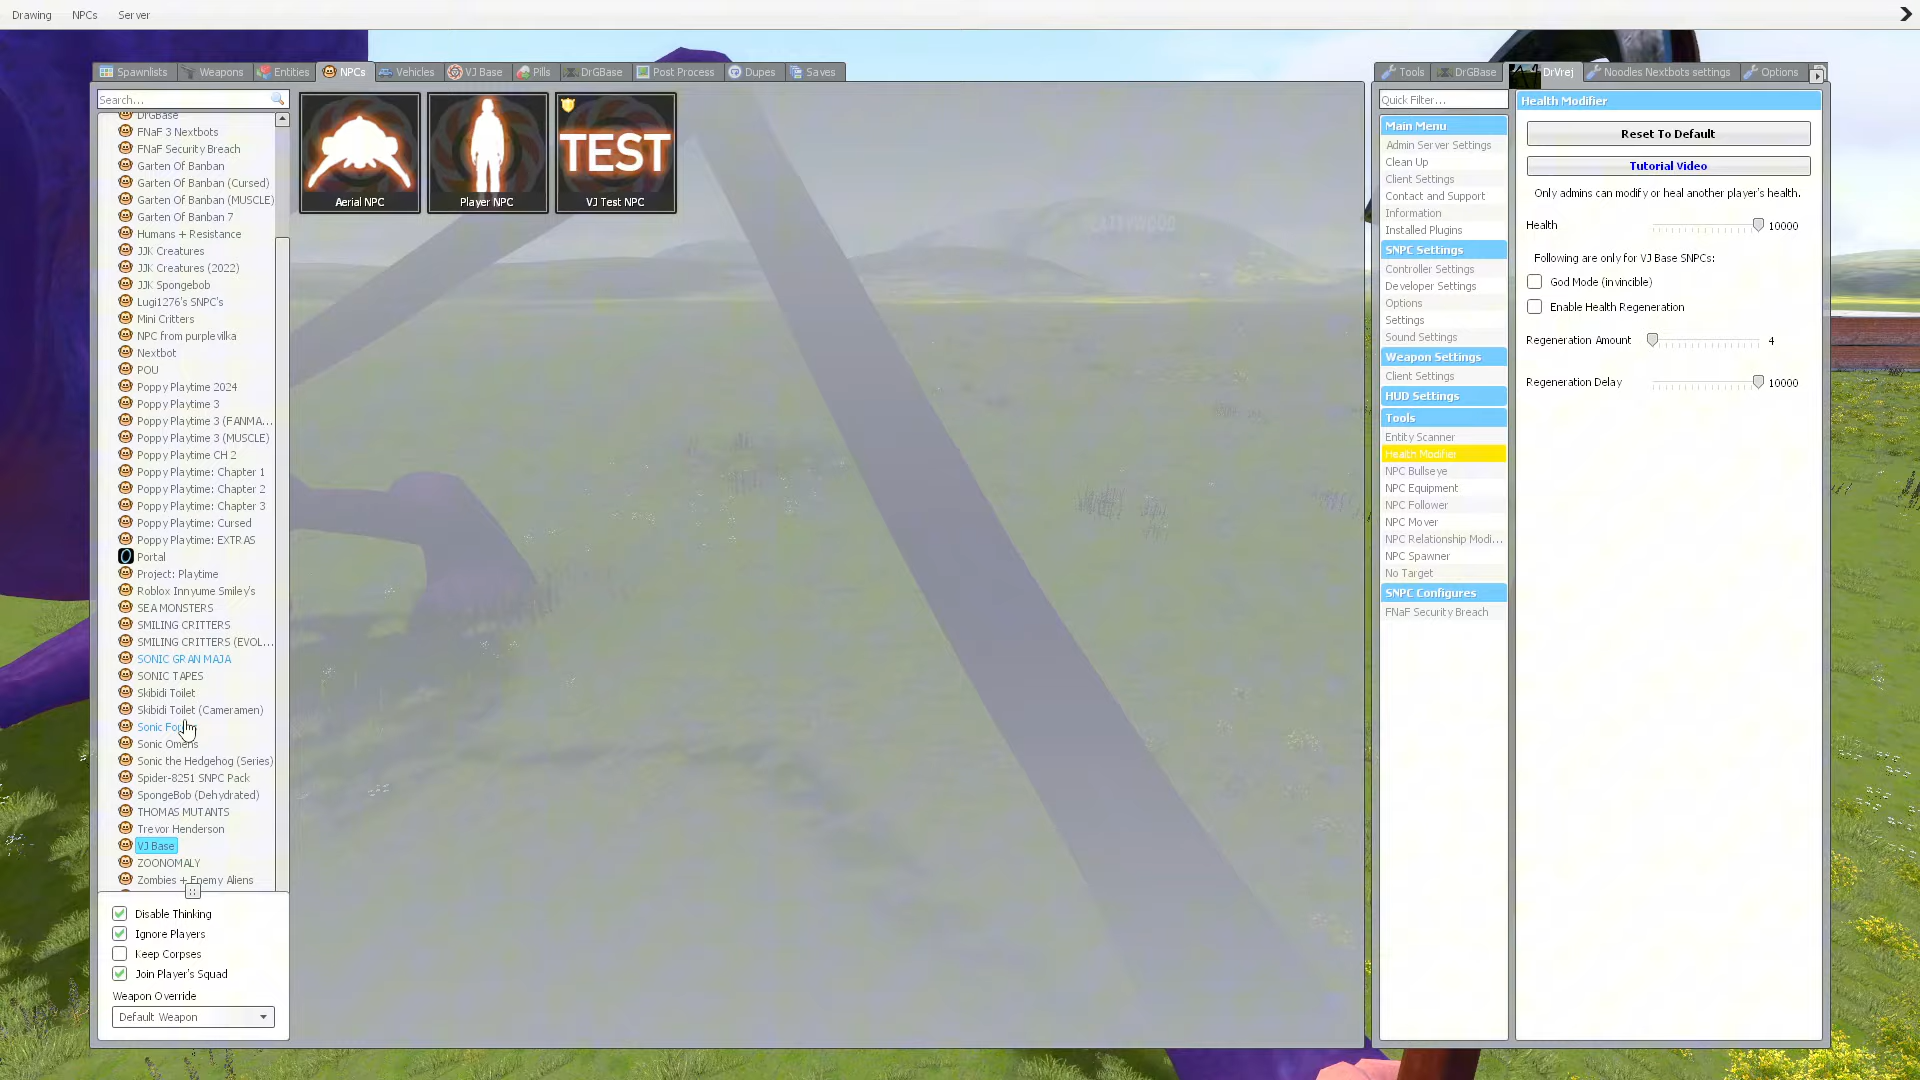 Drawing NPCs Server
Spawnlists Weapons Entities NPCs Vehicles VJ Base Pills DrGBase Post Process Dupes Saves
Search...
DrGBase
FNaF 3 Nextbots
FNaF Security Breach
Garten Of Banban
Garten Of Banban (Cursed)
Garten Of Banban (MUSCLE)
Garten Of Banban 7
Humans + Resistance
JJK Creatures
JJK Creatures (2022)
JJK Spongebob
Lugi1276's SNPC's
Mini Critters
NPC from purplevilka
Nextbot
POU
Poppy Playtime 2024
Poppy Playtime 3
Poppy Playtime 3 (FANMA...
Poppy Playtime 3 (MUSCLE)
Poppy Playtime CH 2
Poppy Playtime: Chapter 1
Poppy Playtime: Chapter 2
Poppy Playtime: Chapter 3
Poppy Playtime: Cursed
Poppy Playtime: EXTRAS
Portal
Project: Playtime
Roblox Innyume Smiley's
SEA MONSTERS
SMILING CRITTERS
SMILING CRITTERS (EVOL...
SONIC GRAN MAJA
SONIC TAPES
Skibidi Toilet
Skibidi Toilet (Cameramen)
Sonic
Sonic Omens
Sonic the Hedgehog (Series)
Spider-8251 SNPC Pack
SpongeBob (Dehydrated)
THOMAS MUTANTS
Trevor Henderson
VJ Base
ZOONOMALY
Zombies + Enemy Aliens
Disable Thinking
Ignore Players
Keep Corpses
Join Player's Squad
Weapon Override
Default Weapon
TEST
Aerial NPC Player NPC VJ Test NPC
Tools DrGBase DrVrej Noodles Nextbots settings Options
Quick Filter...
Main Menu
Admin Server Settings
Clean Up
Client Settings
Contact and Support
Information
Installed Plugins
SNPC Settings
Controller Settings
Developer Settings
Options
Settings
Sound Settings
Weapon Settings
Client Settings
HUD Settings
Tools
Entity Scanner
Health Modifier
NPC Bullseye
NPC Equipment
NPC Follower
NPC Mover
NPC Relationship Modi...
NPC Spawner
No Target
SNPC Configures
FNaF Security Breach
Health Modifier
Reset To Default
Tutorial Video
Only admins can modify or heal another player's health.
Health 10000
Following are only for VJ Base SNPCs:
God Mode (invincible)
Enable Health Regeneration
Regeneration Amount 4
Regeneration Delay 10000